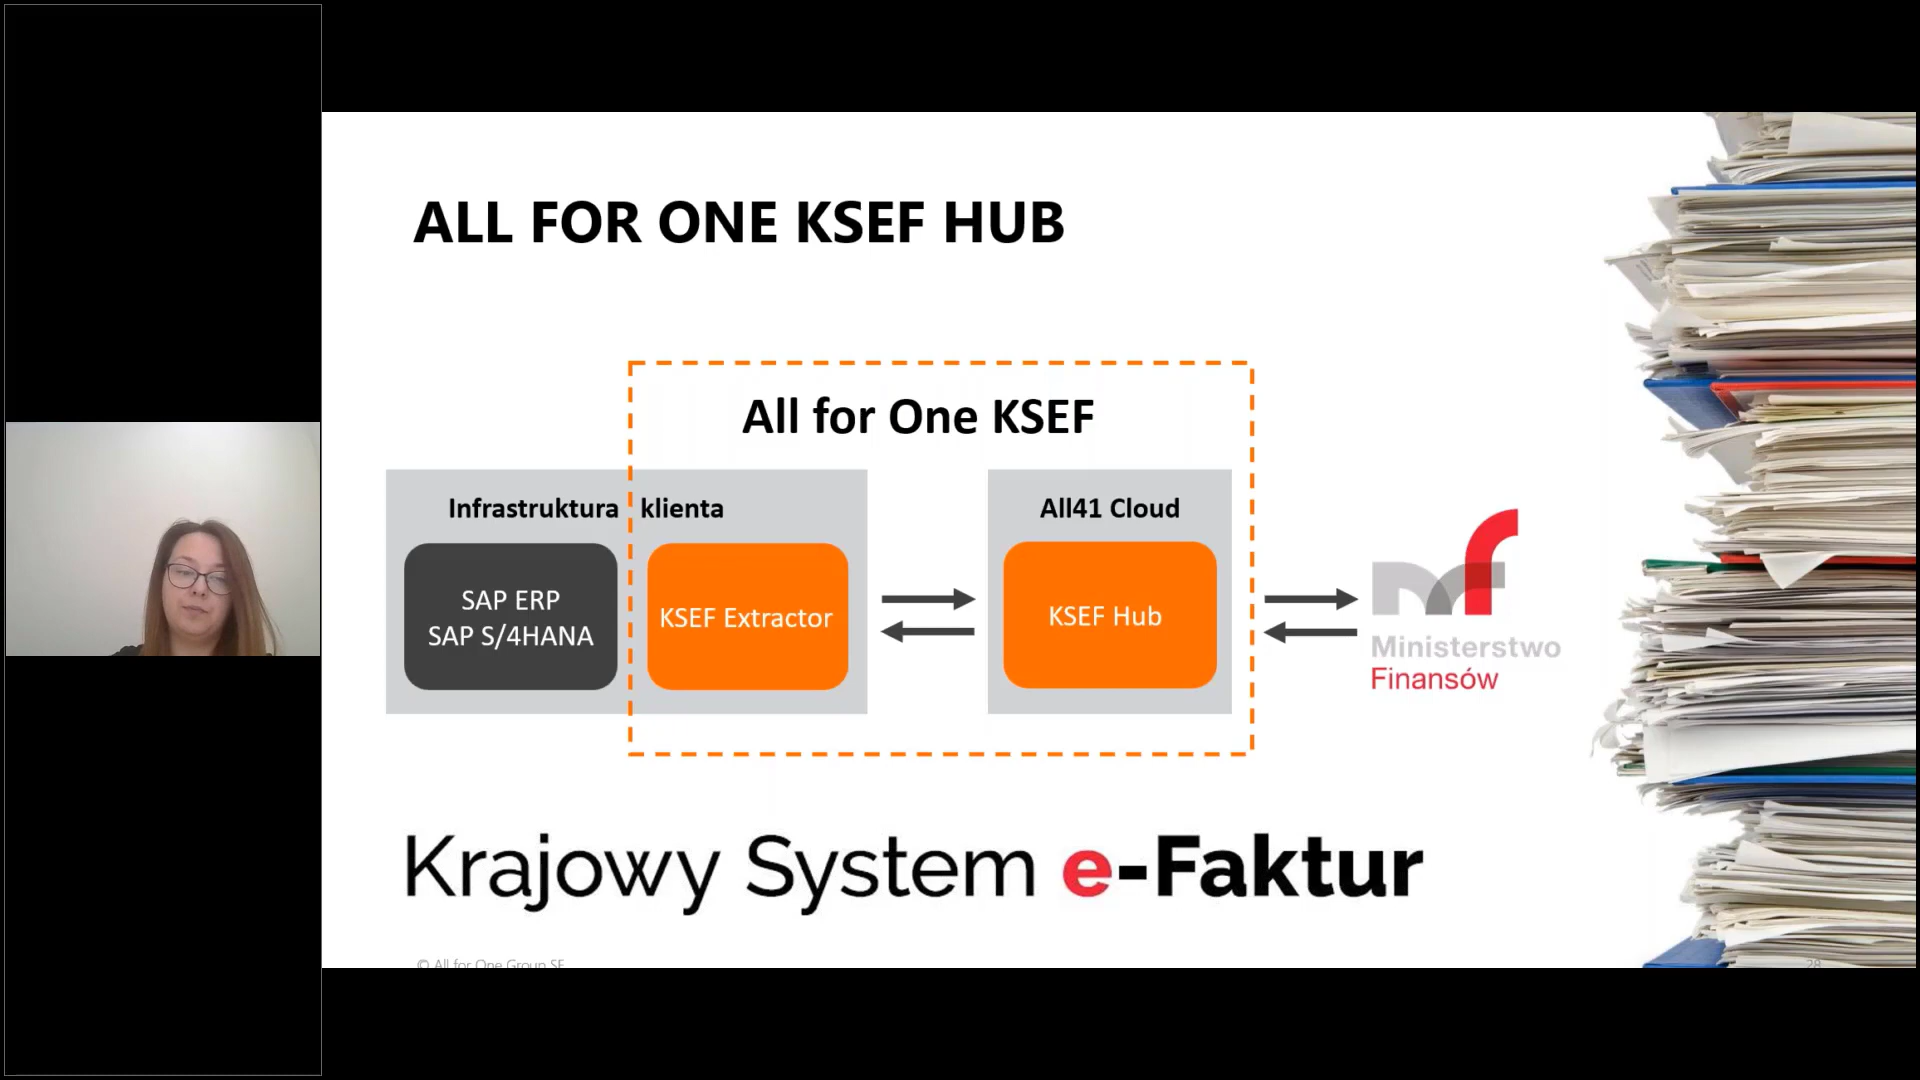 ALL FOR ONE KSEF HUB
All for One KSEF
Infrastruktura klienta
SAP ERP
SAP S/4HANA
KSEF Extractor
All41 Cloud
KSEF Hub
Ministerstwo
Finansów
Krajowy System e-Faktur
© All for One Group SE
28